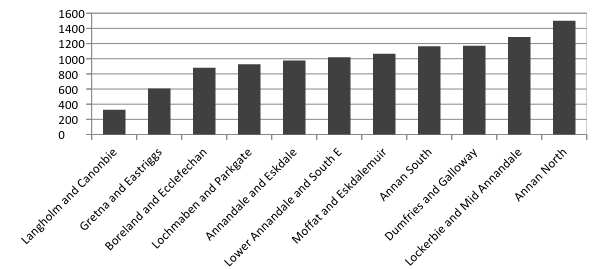 1600
1400
1200
1000
800
600
400
200
0
Langholm and Canonbie
Gretna and Eastriggs
Boreland and Ecclefechan
Lochmaben and Parkgate
Annandale and Eskdale
Lower Annandale and South E
Moffat and Eskdalemuir
Annan South
Dumfries and Galloway
Lockerbie and Mid Annandale
Annan North